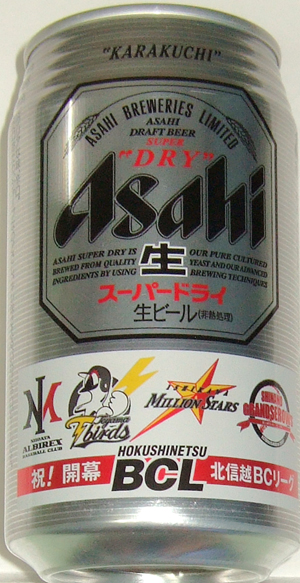 "KARAKUCHI"
ASAHI BREWERIES LIMITED
ASAHI
DRAFT BEER
SUPER
"DRY"
Asahi
ASAHI SUPER DRY IS
BREWED FROM QUALITY
INGREDIENTS BY USING
生
OUR PURE CULTURED
YEAST AND OUR ADVANCED
BREWING TECHNIQUES
スーパードライ
生ビール(非熱処理)
NIIGATA
ALBIREX
BASEBALL CLUB
Toyama
Tbirds
MILLION STARS
SHINANO
GRANDSEROWS
HOKUSHINETSU
祝! 開幕
BCL
北信越BCリーグ